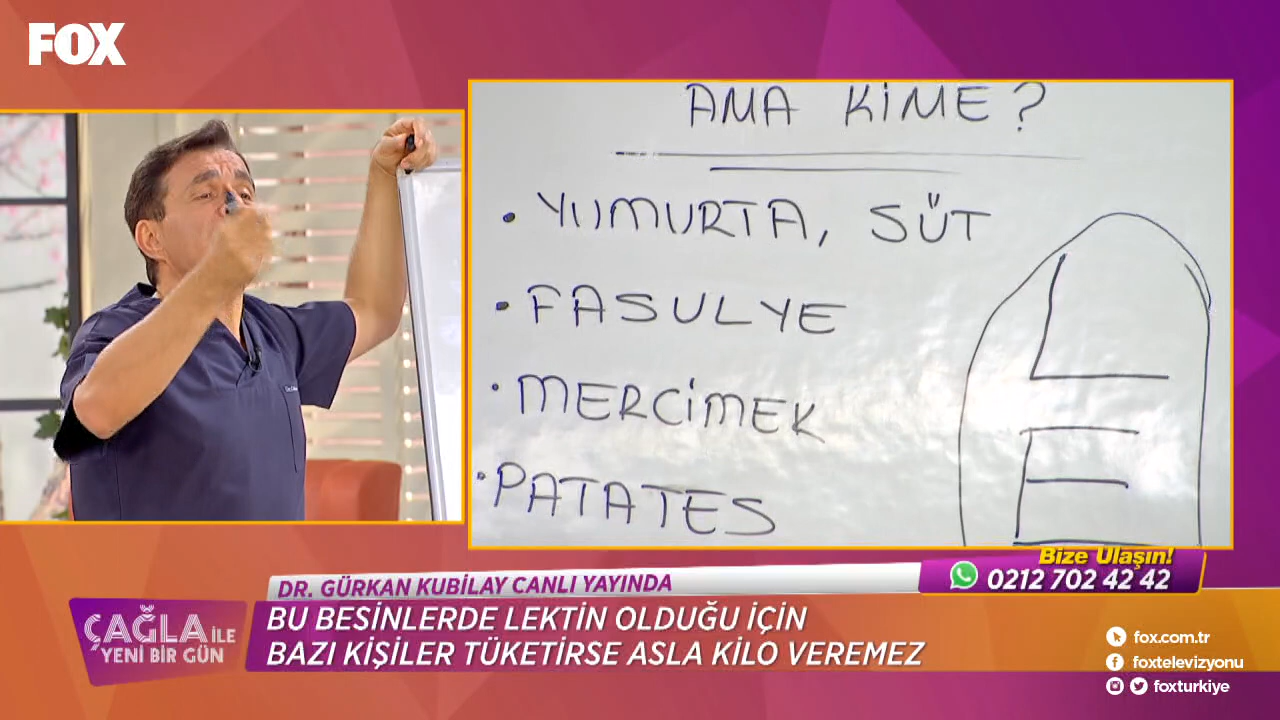 FOX
AMA KİME?
• YUMURTA, SÜT
• FASULYE
• MERCİMEK
• PATATES
L
E
Bize Ulaşın!
0212 702 42 42
DR. GÜRKAN KUBİLAY CANLI YAYINDA
BU BESİNLERDE LEKTİN OLDUĞU İÇİN
BAZI KİŞİLER TÜKETİRSE ASLA KİLO VEREMEZ
ÇAĞLA İLE
YENİ BİR GÜN
fox.com.tr
foxtelevizyonu
foxturkiye